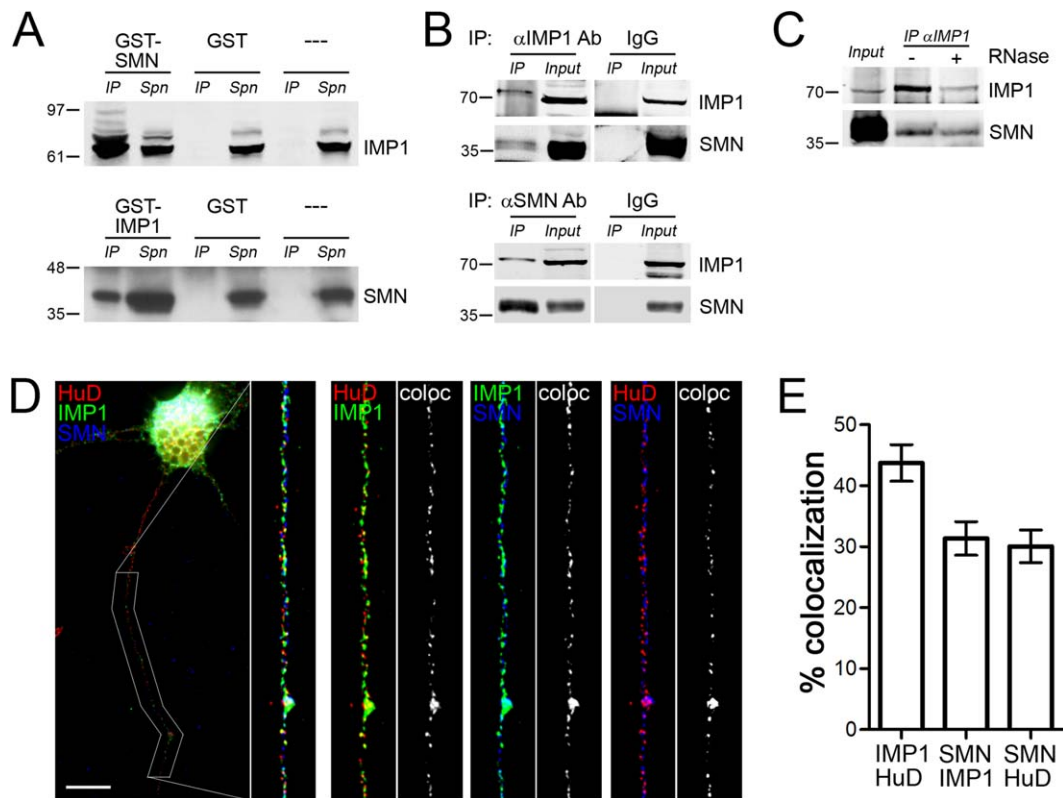 A
GST-SMN GST ---
IP Spn IP Spn IP Spn
97
61
IMP1
GST-IMP1 GST ---
IP Spn IP Spn IP Spn
48
35
SMN
B
IP: αIMP1 Ab IgG
IP Input IP Input
70
IMP1
35
SMN
IP: αSMN Ab IgG
IP Input IP Input
70
IMP1
35
SMN
C
IP αIMP1
Input - + RNase
70
IMP1
35
SMN
D
HuD
IMP1
SMN
HuD
IMP1
coloc
IMP1
SMN
coloc
HuD
SMN
coloc
E
% colocalization
50
40
30
20
10
0
IMP1 SMN SMN
HuD IMP1 HuD